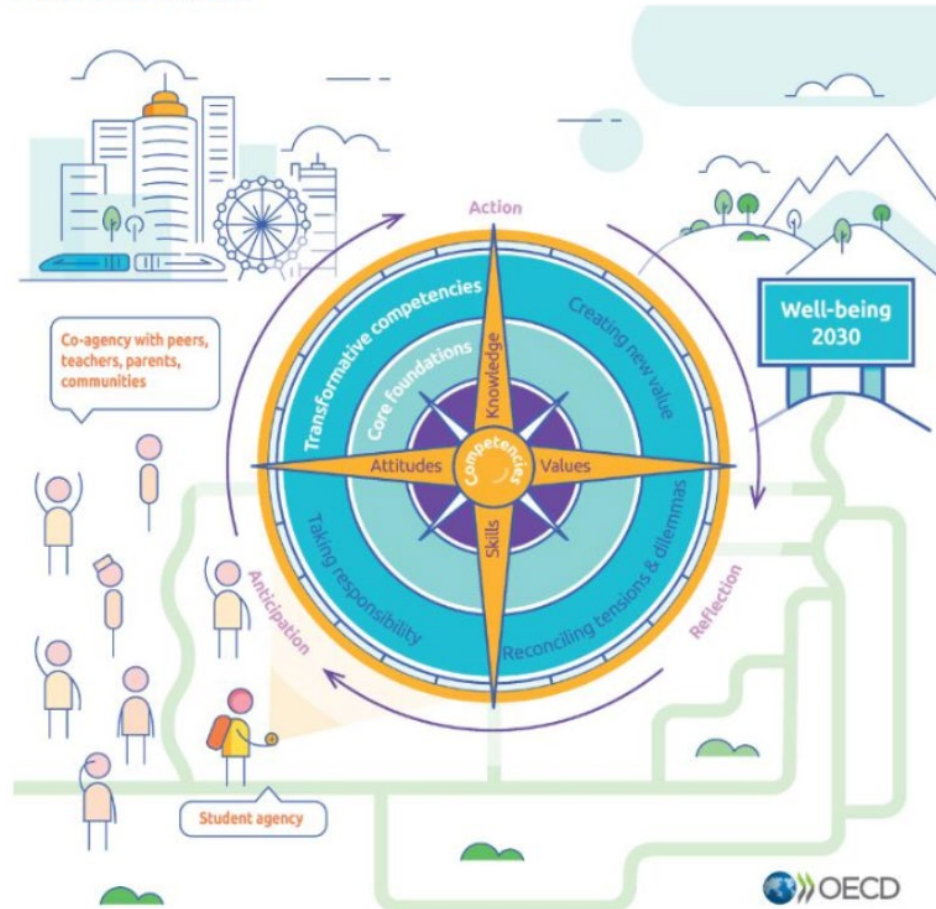 Action
Transformative competencies
Creating new value
Core foundations
Knowledge
Well-being
2030
Co-agency with peers,
teachers, parents,
communities
Attitudes
Competencies
Values
Skills
Taking responsibility
Reconciling tensions & dilemmas
Anticipation
Reflection
Student agency
OECD